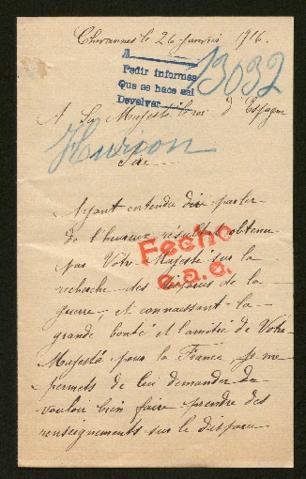 Chevannes le 26 Janvier 1916.
A
Pedir informes
Que se hace así
Devolver
13032
A Sa Majesté le roi d'Espagne
Hurion
Sire
Ayant entendu dire parler
de l'heureux résultat obtenu
par Votre Majesté sur la
recherche des disparus de la
guerre, et connaissant la
grande bonté et l'amitié de Votre
Majesté pour la France, je me
permets de lui demander de
vouloir bien faire prendre des
renseignements sur le disparu
Fecho
e.a.e.